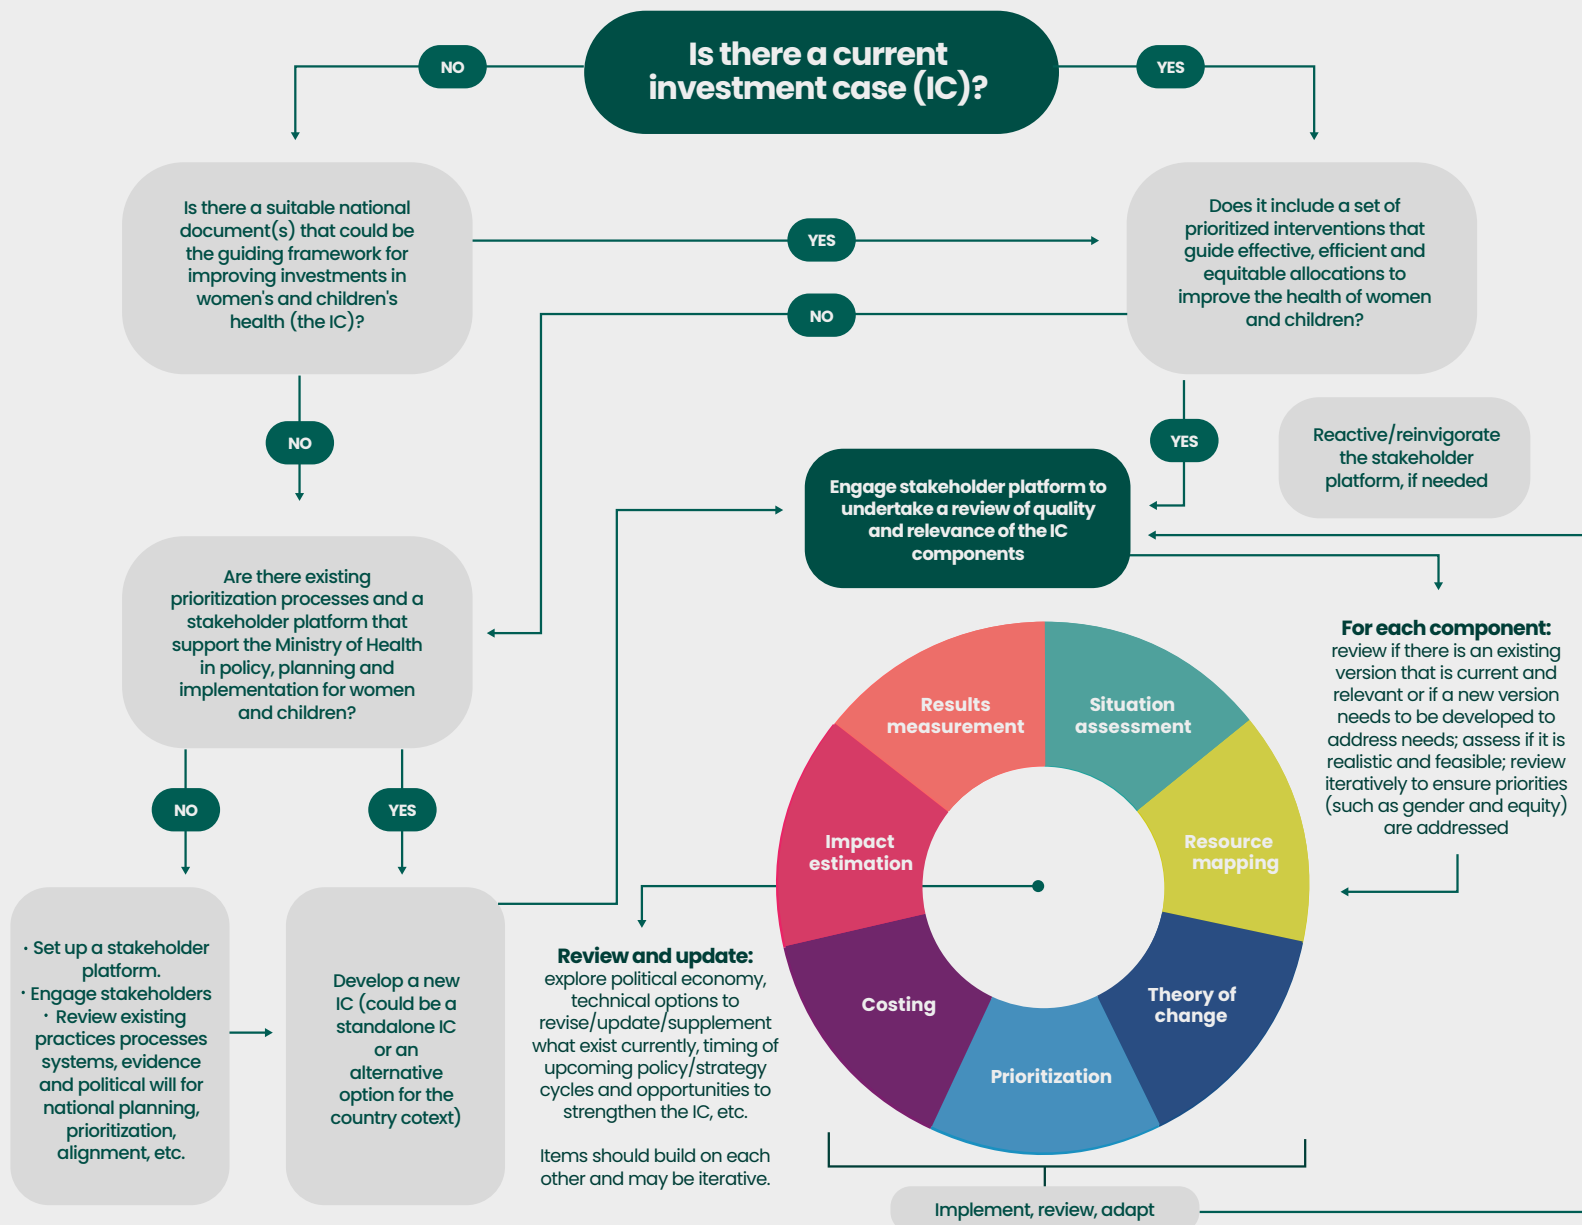 Is there a current
investment case (IC)?
NO
YES
Is there a suitable national
document(s) that could be
the guiding framework for
improving investments in
women's and children's
health (the IC)?
YES
Does it include a set of
prioritized interventions that
guide effective, efficient and
equitable allocations to
improve the health of women
and children?
NO
NO
YES
Reactive/reinvigorate
the stakeholder
platform, if needed
Engage stakeholder platform to
undertake a review of quality
and relevance of the IC
components
Are there existing
prioritization processes and a
stakeholder platform that
support the Ministry of Health
in policy, planning and
implementation for women
and children?
For each component:
review if there is an existing
version that is current and
relevant or if a new version
needs to be developed to
address needs; assess if it is
realistic and feasible; review
iteratively to ensure priorities
(such as gender and equity)
are addressed
NO
YES
Results
measurement
Situation
assessment
Impact
estimation
Resource
mapping
Costing
Theory of
change
Prioritization
· Set up a stakeholder
platform.
· Engage stakeholders
· Review existing
practices processes
systems, evidence
and political will for
national planning,
prioritization,
alignment, etc.
Develop a new
IC (could be a
standalone IC
or an
alternative
option for the
country cotext)
Review and update:
explore political economy,
technical options to
revise/update/supplement
what exist currently, timing of
upcoming policy/strategy
cycles and opportunities to
strengthen the IC, etc.
Items should build on each
other and may be iterative.
Implement, review, adapt